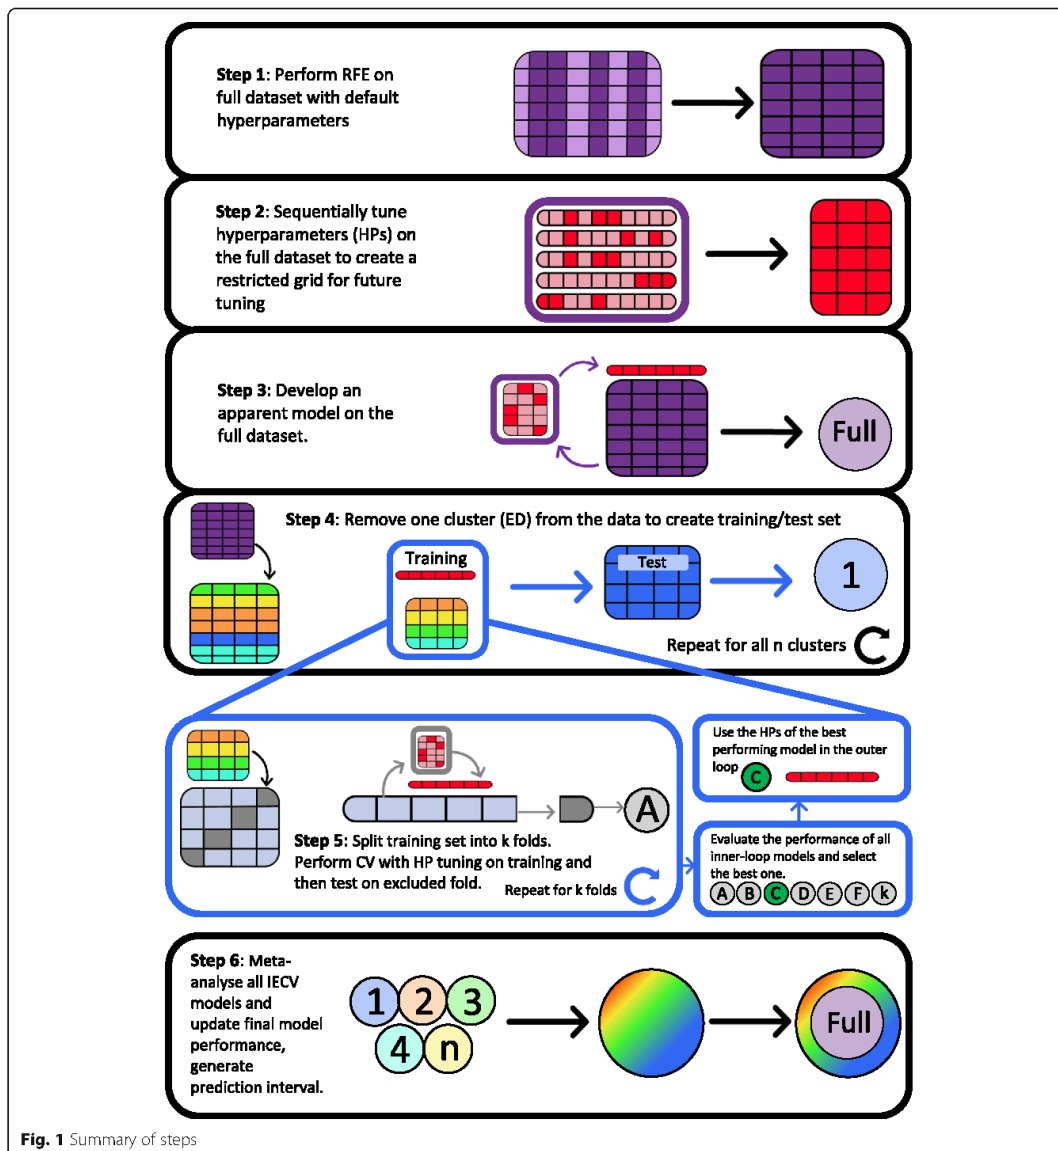 Step 1: Perform RFE on
full dataset with default
hyperparameters
Step 2: Sequentially tune
hyperparameters (HPs) on
the full dataset to create a
restricted grid for future
tuning
Step 3: Develop an
apparent model on the
full dataset.
Full
Step 4: Remove one cluster (ED) from the data to create training/test set
Training
Test
1
Repeat for all n clusters
Step 5: Split training set into k folds.
Perform CV with HP tuning on training and
then test on excluded fold.
A
Repeat for k folds
Use the HPs of the best
performing model in the outer
loop
C
Evaluate the performance of all
inner-loop models and select
the best one.
A B C D E F k
Step 6: Meta-
analyse all IECV
models and
update final model
performance,
generate
prediction interval.
1 2 3
4 n
Full
Fig. 1 Summary of steps